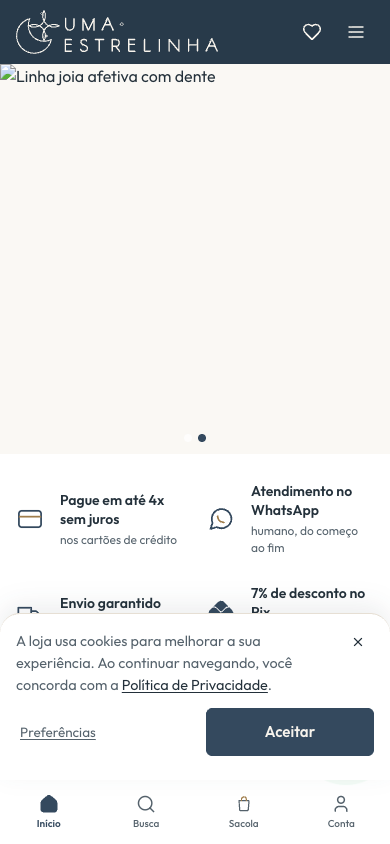 UMA
ESTRELINHA
Linha joia afetiva com dente
Pague em até 4x
sem juros
nos cartões de crédito
Atendimento no
WhatsApp
humano, do começo
ao fim
Envio garantido
7% de desconto no
Pix
A loja usa cookies para melhorar a sua
experiência. Ao continuar navegando, você
concorda com a Política de Privacidade.
Preferências
Aceitar
Início
Busca
Sacola
Conta